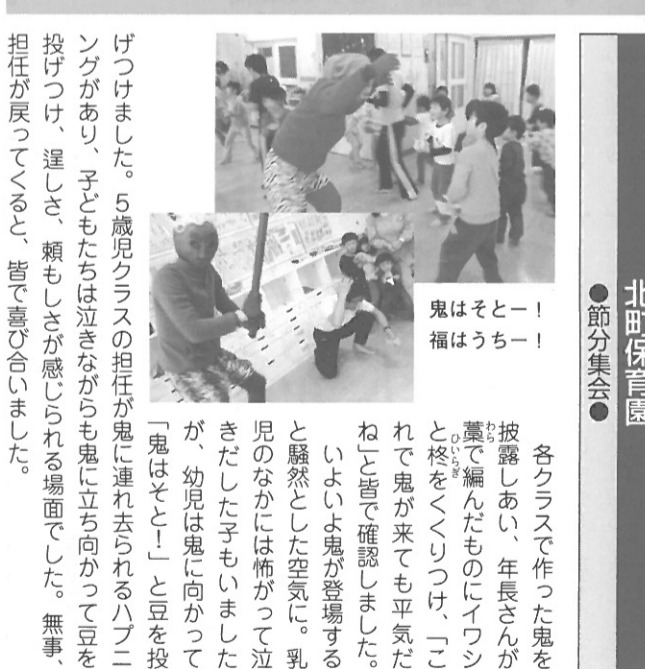 北町保育園
●節分集会●
鬼はそとー!
福はうちー!
各クラスで作った鬼を
披露しあい、年長さんが
藁で編んだものにイワシ
と柊をくくりつけ、「こ
れで鬼が来ても平気だ
ね」と皆で確認しました。
いよいよ鬼が登場する
と騒然とした空気に。乳
児のなかには怖がって泣
きだした子もいました
が、幼児は鬼に向かって
「鬼はそと!」と豆を投
げつけました。5歳児クラスの担任が鬼に連れ去られるハプニ
ングがあり、子どもたちは泣きながらも鬼に立ち向かって豆を
投げつけ、逞しさ、頼もしさが感じられる場面でした。無事、
担任が戻ってくると、皆で喜び合いました。
わら
ひいらぎ